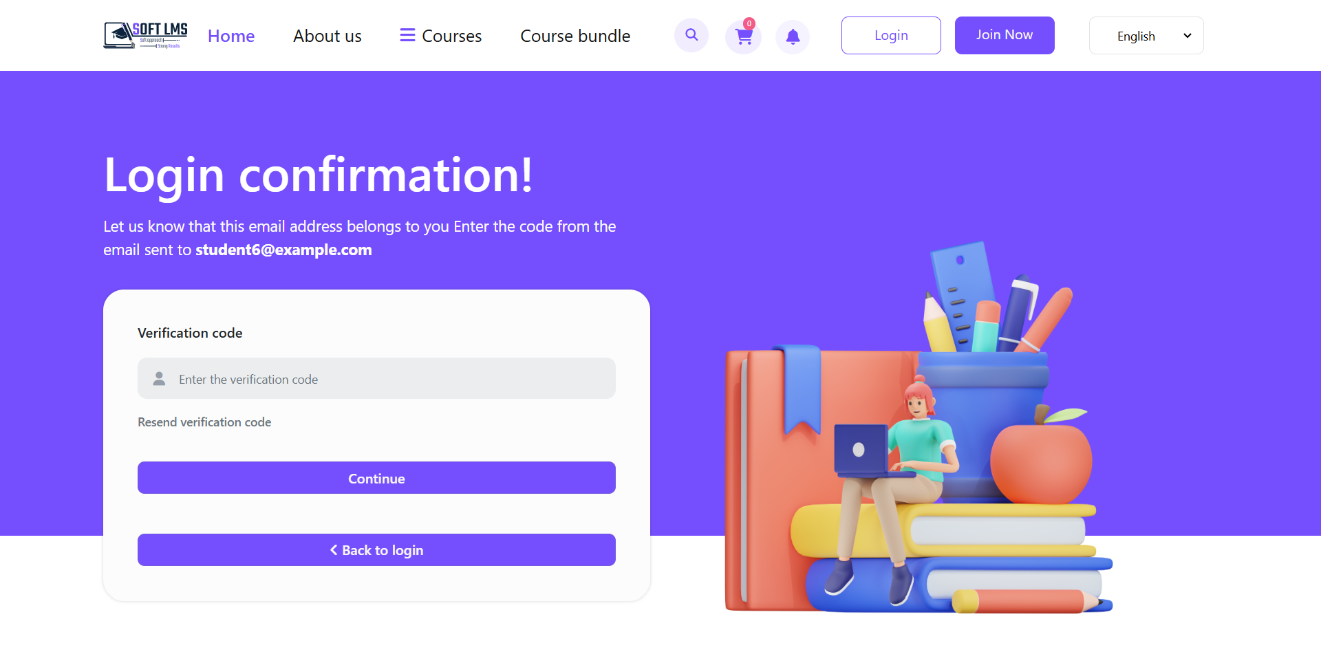 SOFT LMS
Home
About us
Courses
Course bundle
0
Login
Join Now
English
Login confirmation!
Let us know that this email address belongs to you Enter the code from the
email sent to student6@example.com
Verification code
Enter the verification code
Resend verification code
Continue
Back to login